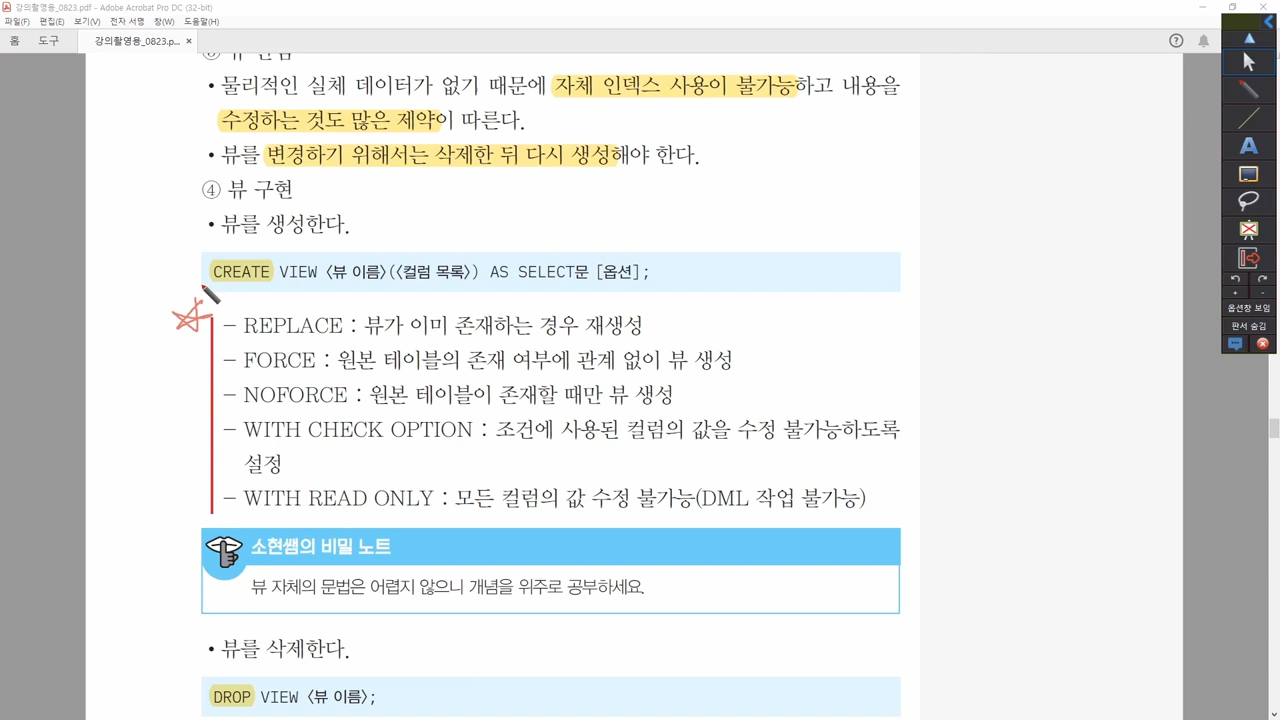 강의촬영용_0823.pdf - Adobe Acrobat Pro DC (32-bit)
파일(F) 편집(E) 보기(V) 전자 서명 창(W) 도움말(H)
홈 도구 강의촬영용_0823.p... ×
• 물리적인 실체 데이터가 없기 때문에 자체 인덱스 사용이 불가능하고 내용을
수정하는 것도 많은 제약이 따른다.
• 뷰를 변경하기 위해서는 삭제한 뒤 다시 생성해야 한다.
④ 뷰 구현
• 뷰를 생성한다.
CREATE VIEW 〈뷰 이름〉(〈컬럼 목록〉) AS SELECT문 [옵션];
– REPLACE : 뷰가 이미 존재하는 경우 재생성
– FORCE : 원본 테이블의 존재 여부에 관계 없이 뷰 생성
– NOFORCE : 원본 테이블이 존재할 때만 뷰 생성
– WITH CHECK OPTION : 조건에 사용된 컬럼의 값을 수정 불가능하도록
설정
– WITH READ ONLY : 모든 컬럼의 값 수정 불가능(DML 작업 불가능)
소현쌤의 비밀 노트
뷰 자체의 문법은 어렵지 않으니 개념을 위주로 공부하세요.
• 뷰를 삭제한다.
DROP VIEW 〈뷰 이름〉;
A
+ -
옵션창 보임
판서 숨김